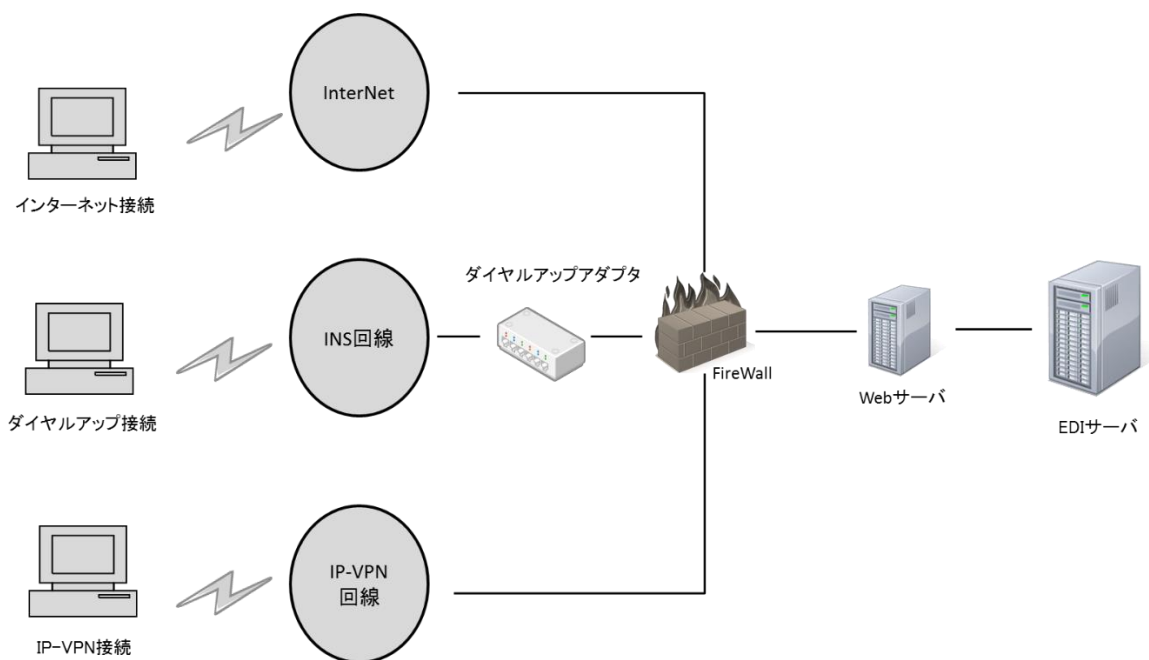 InterNet
インターネット接続
ダイヤルアップアダプタ
INS回線
FireWall
Webサーバ
ダイヤルアップ接続
EDIサーバ
IP-VPN
回線
IP-VPN接続